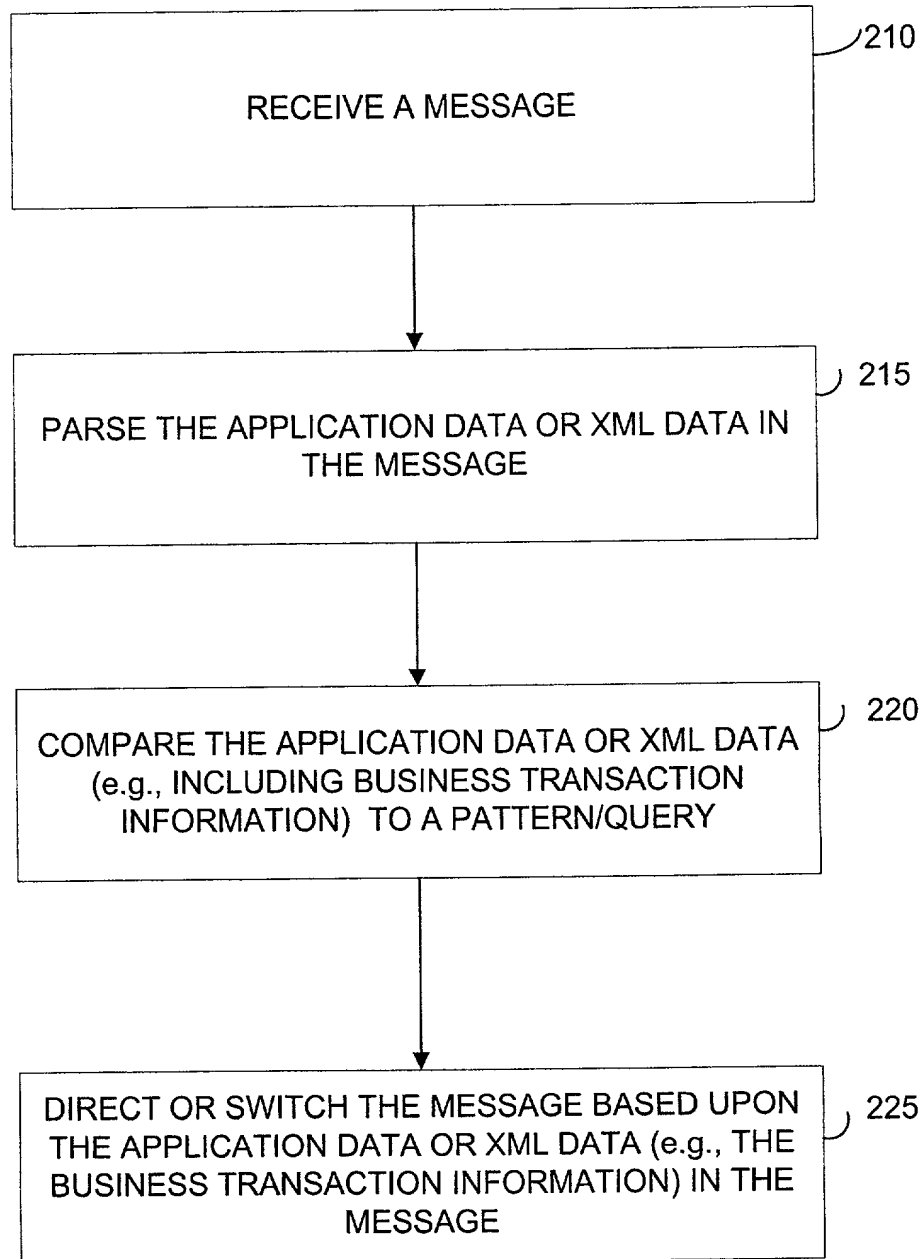 210
RECEIVE A MESSAGE
215
PARSE THE APPLICATION DATA OR XML DATA IN
THE MESSAGE
220
COMPARE THE APPLICATION DATA OR XML DATA
(e.g., INCLUDING BUSINESS TRANSACTION
INFORMATION) TO A PATTERN/QUERY
225
DIRECT OR SWITCH THE MESSAGE BASED UPON
THE APPLICATION DATA OR XML DATA (e.g., THE
BUSINESS TRANSACTION INFORMATION) IN THE
MESSAGE